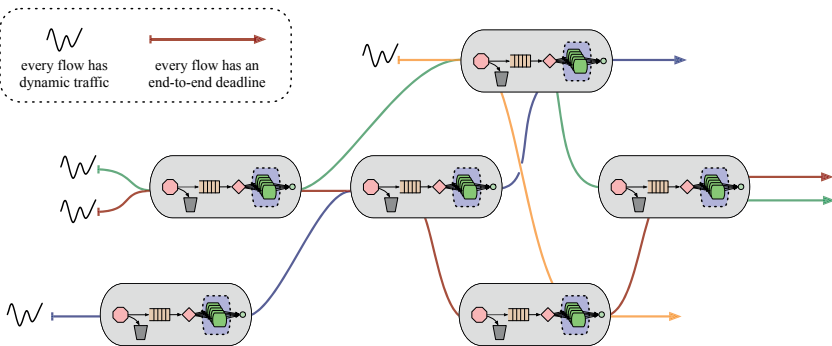 every flow has
dynamic traffic
every flow has an
end-to-end deadline